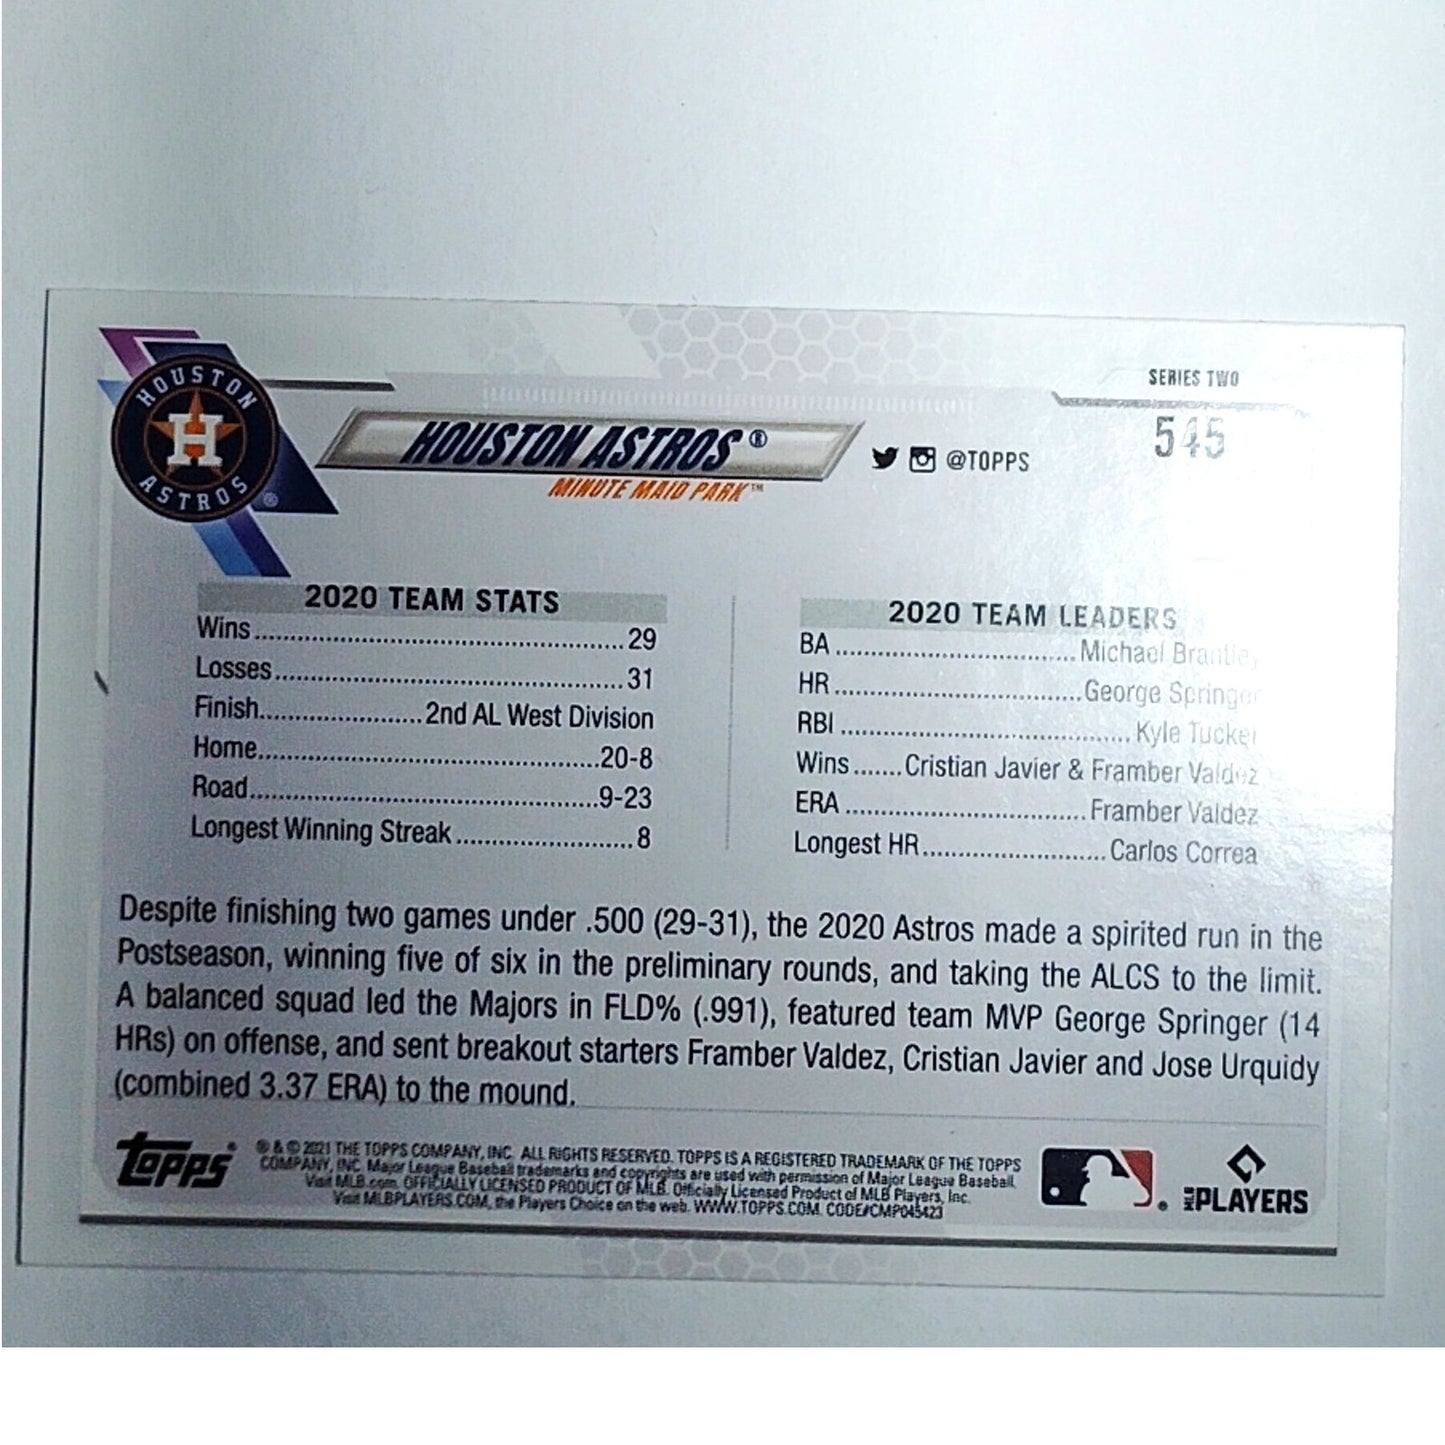 SERIES TWO
545
HOUSTON ASTROS
HOUSTON ASTROS®
@TOPPS
MINUTE MAID PARK™
2020 TEAM STATS
Wins..........29
Losses..........31
Finish..........2nd AL West Division
Home..........20-8
Road..........9-23
Longest Winning Streak..........8
2020 TEAM LEADERS
BA..........Michael Brantley
HR..........George Springer
RBI..........Kyle Tucker
Wins.......Cristian Javier & Framber Valdez
ERA..........Framber Valdez
Longest HR..........Carlos Correa
Despite finishing two games under .500 (29-31), the 2020 Astros made a spirited run in the
Postseason, winning five of six in the preliminary rounds, and taking the ALCS to the limit.
A balanced squad led the Majors in FLD% (.991), featured team MVP George Springer (14
HRs) on offense, and sent breakout starters Framber Valdez, Cristian Javier and Jose Urquidy
(combined 3.37 ERA) to the mound.
Topps®
® & © 2021 THE TOPPS COMPANY, INC. ALL RIGHTS RESERVED. TOPPS IS A REGISTERED TRADEMARK OF THE TOPPS
COMPANY, INC. Major League Baseball trademarks and copyrights are used with permission of Major League Baseball.
Visit MLB.com. OFFICIALLY LICENSED PRODUCT OF MLB. Officially Licensed Product of MLB Players, Inc.
Visit MLBPLAYERS.COM, the Players Choice on the web. WWW.TOPPS.COM. CODE#CMP045423
MLB PLAYERS